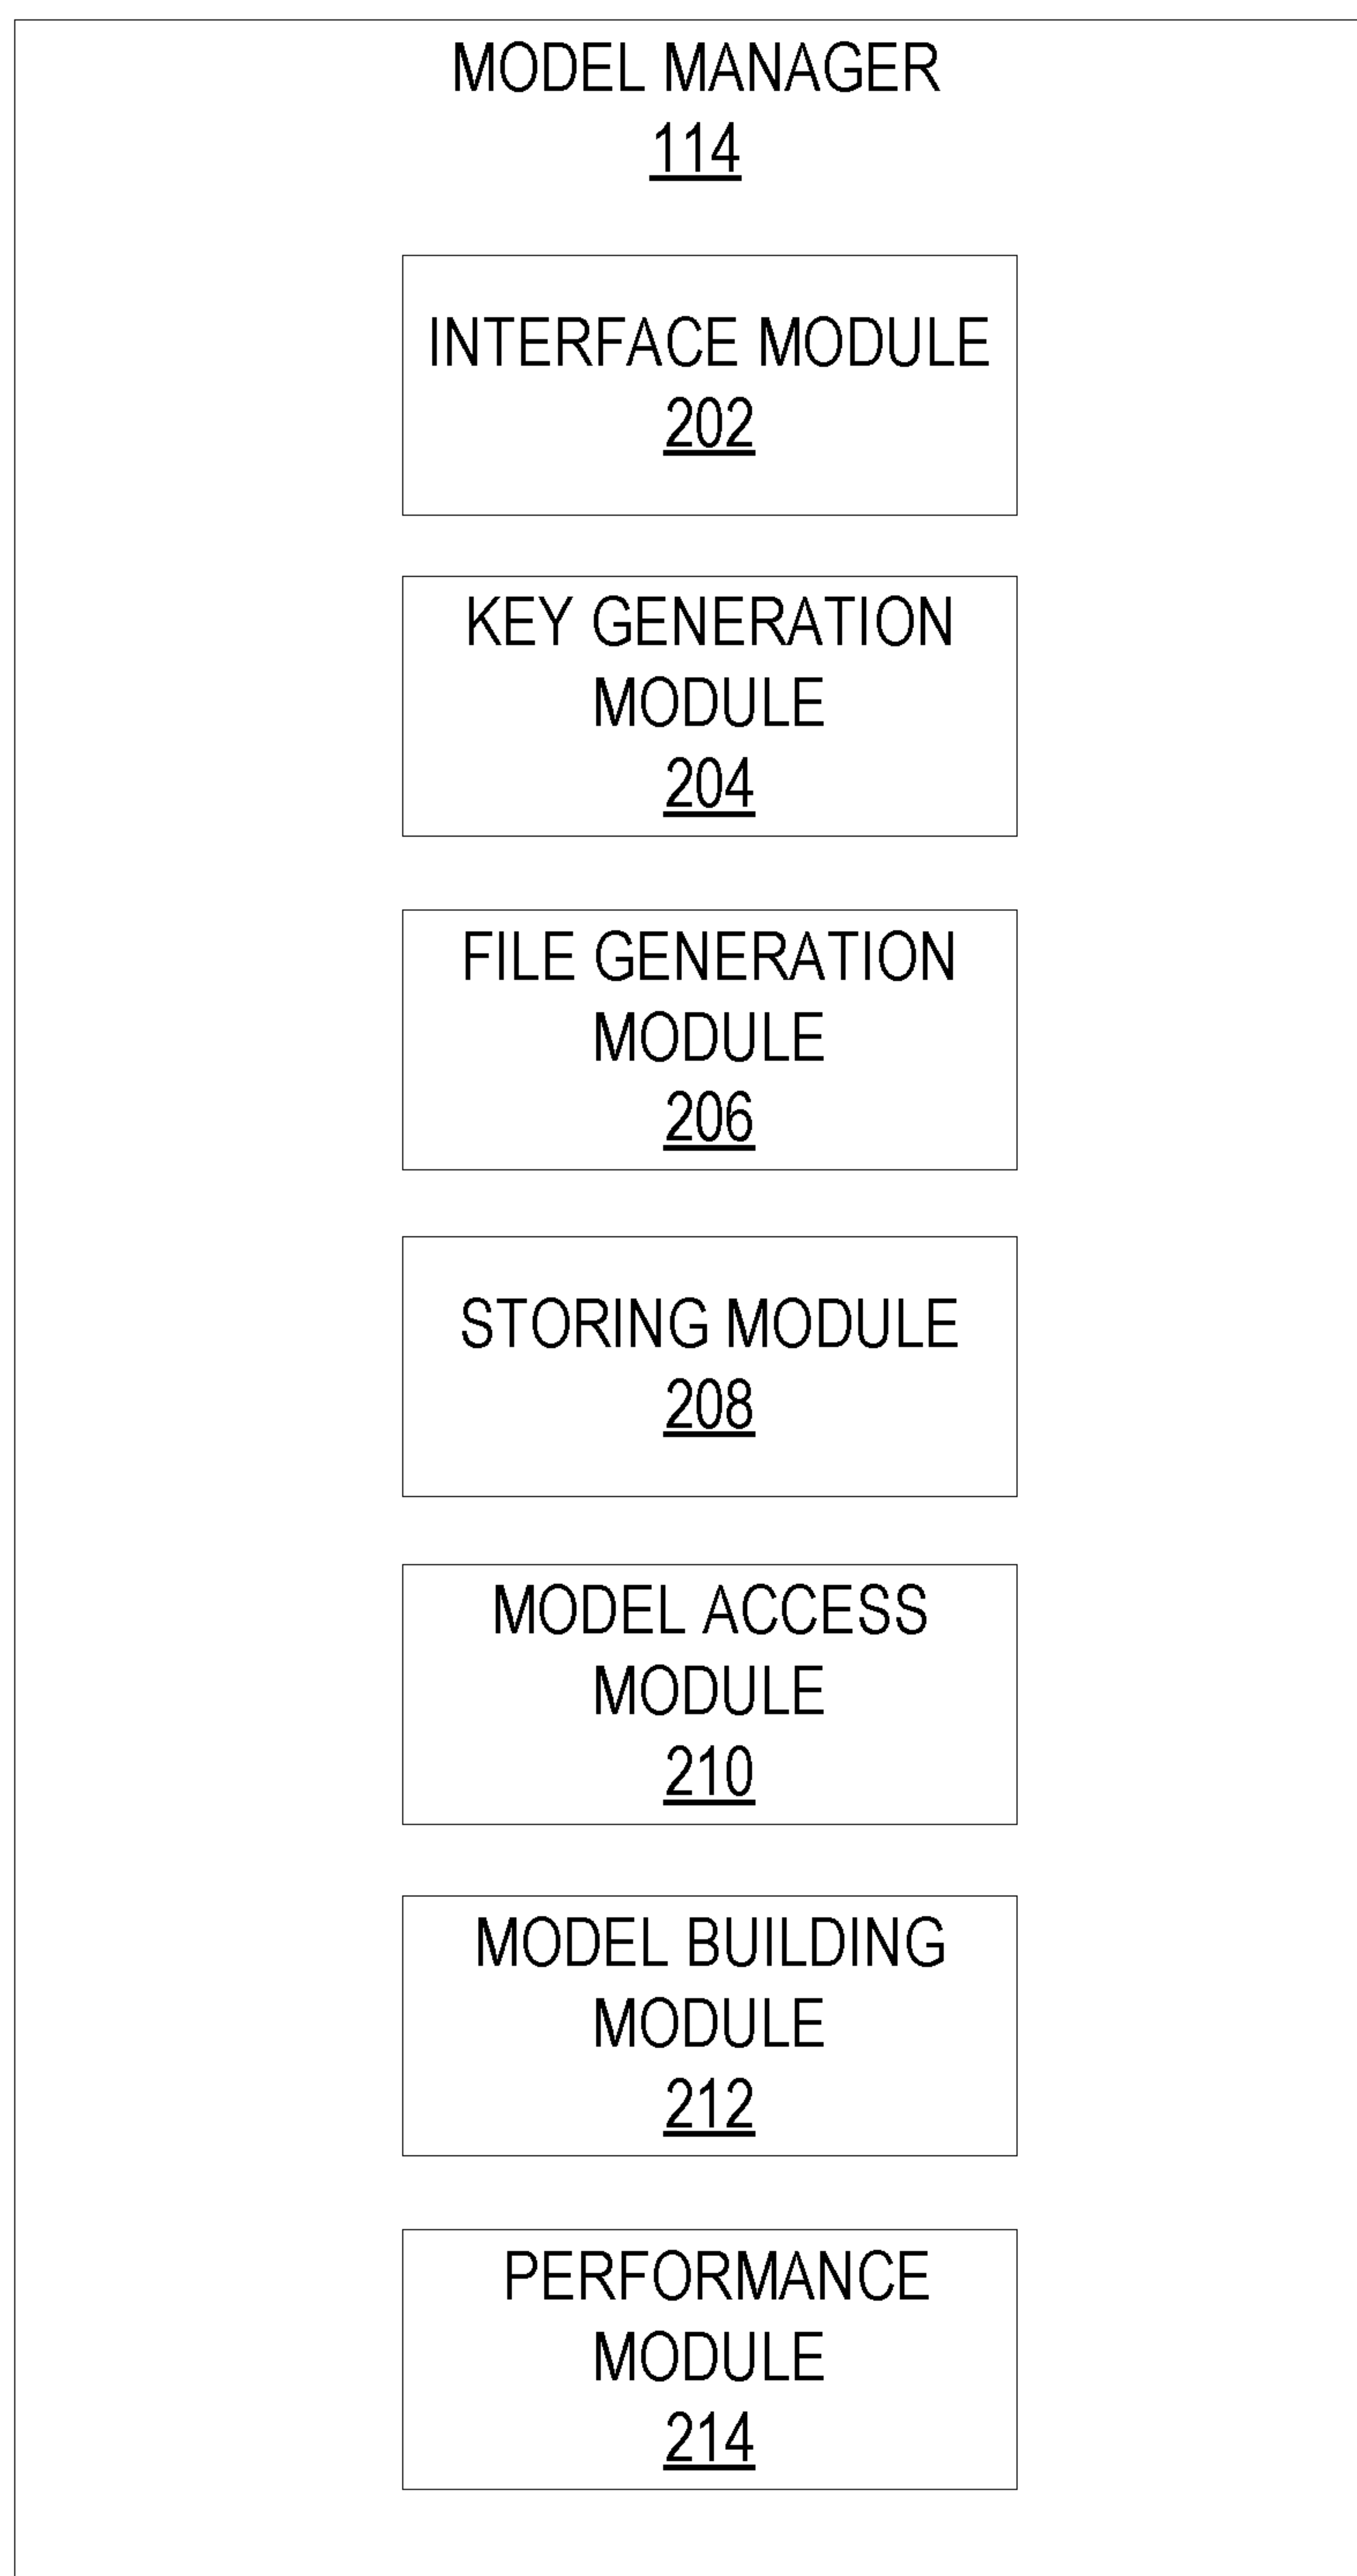 MODEL MANAGER
114
INTERFACE MODULE
202
KEY GENERATION
MODULE
204
FILE GENERATION
MODULE
206
STORING MODULE
208
MODEL ACCESS
MODULE
210
MODEL BUILDING
MODULE
212
PERFORMANCE
MODULE
214